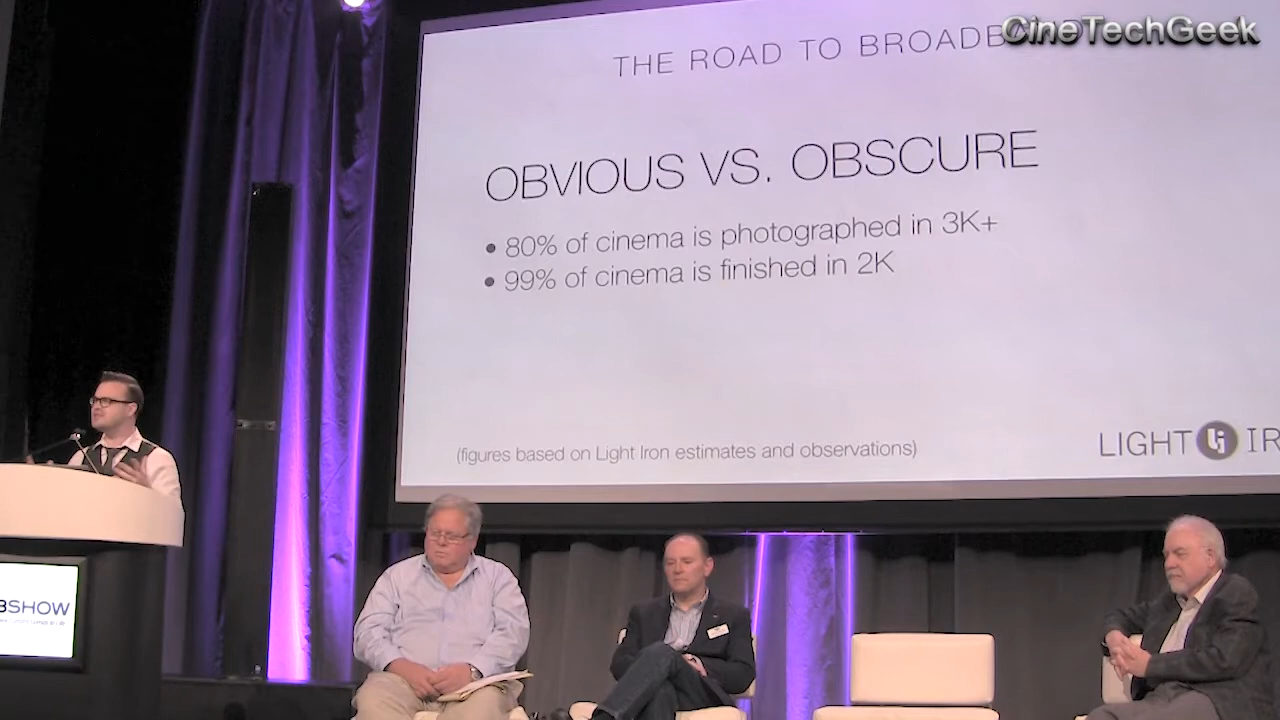 CineTechGeek
THE ROAD TO
OBVIOUS VS. OBSCURE
• 80% of cinema is photographed in 3K+
• 99% of cinema is finished in 2K
(figures based on Light Iron estimates and observations)
LIGHT IR
BSHOW